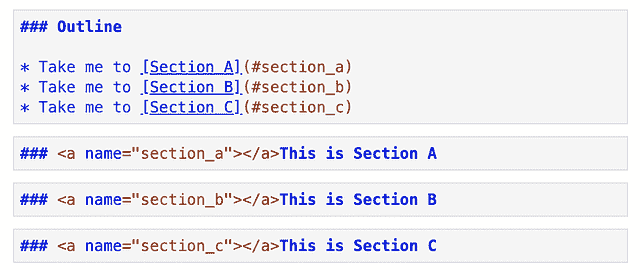 ### Outline
* Take me to [Section A](#section_a)
* Take me to [Section B](#section_b)
* Take me to [Section C](#section_c)
### <a name="section_a"></a>This is Section A
### <a name="section_b"></a>This is Section B
### <a name="section_c"></a>This is Section C